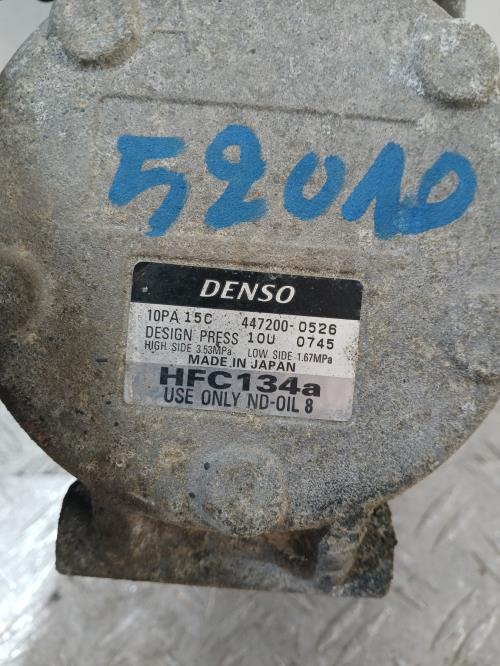 52010
DENSO
10PA 15C 447200-0526
DESIGN PRESS 10U 0745
HIGH SIDE 3.53MPa LOW SIDE 1.67MPa
MADE IN JAPAN
HFC134a
USE ONLY ND-OIL 8